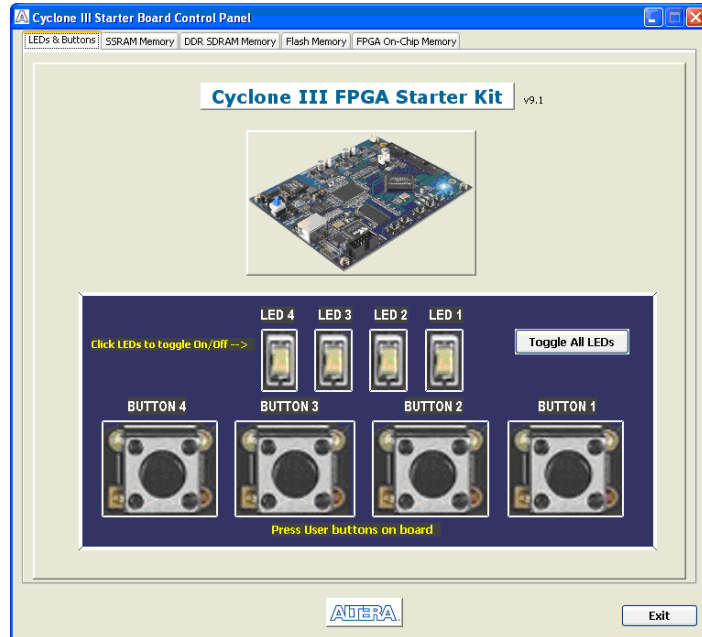 Cyclone III Starter Board Control Panel
LEDs & Buttons SSRAM Memory DDR SDRAM Memory Flash Memory FPGA On-Chip Memory
Cyclone III FPGA Starter Kit v9.1
LED 4 LED 3 LED 2 LED 1
Click LEDs to toggle On/Off --> Toggle All LEDs
BUTTON 4 BUTTON 3 BUTTON 2 BUTTON 1
Press User buttons on board
ALTERA.
Exit